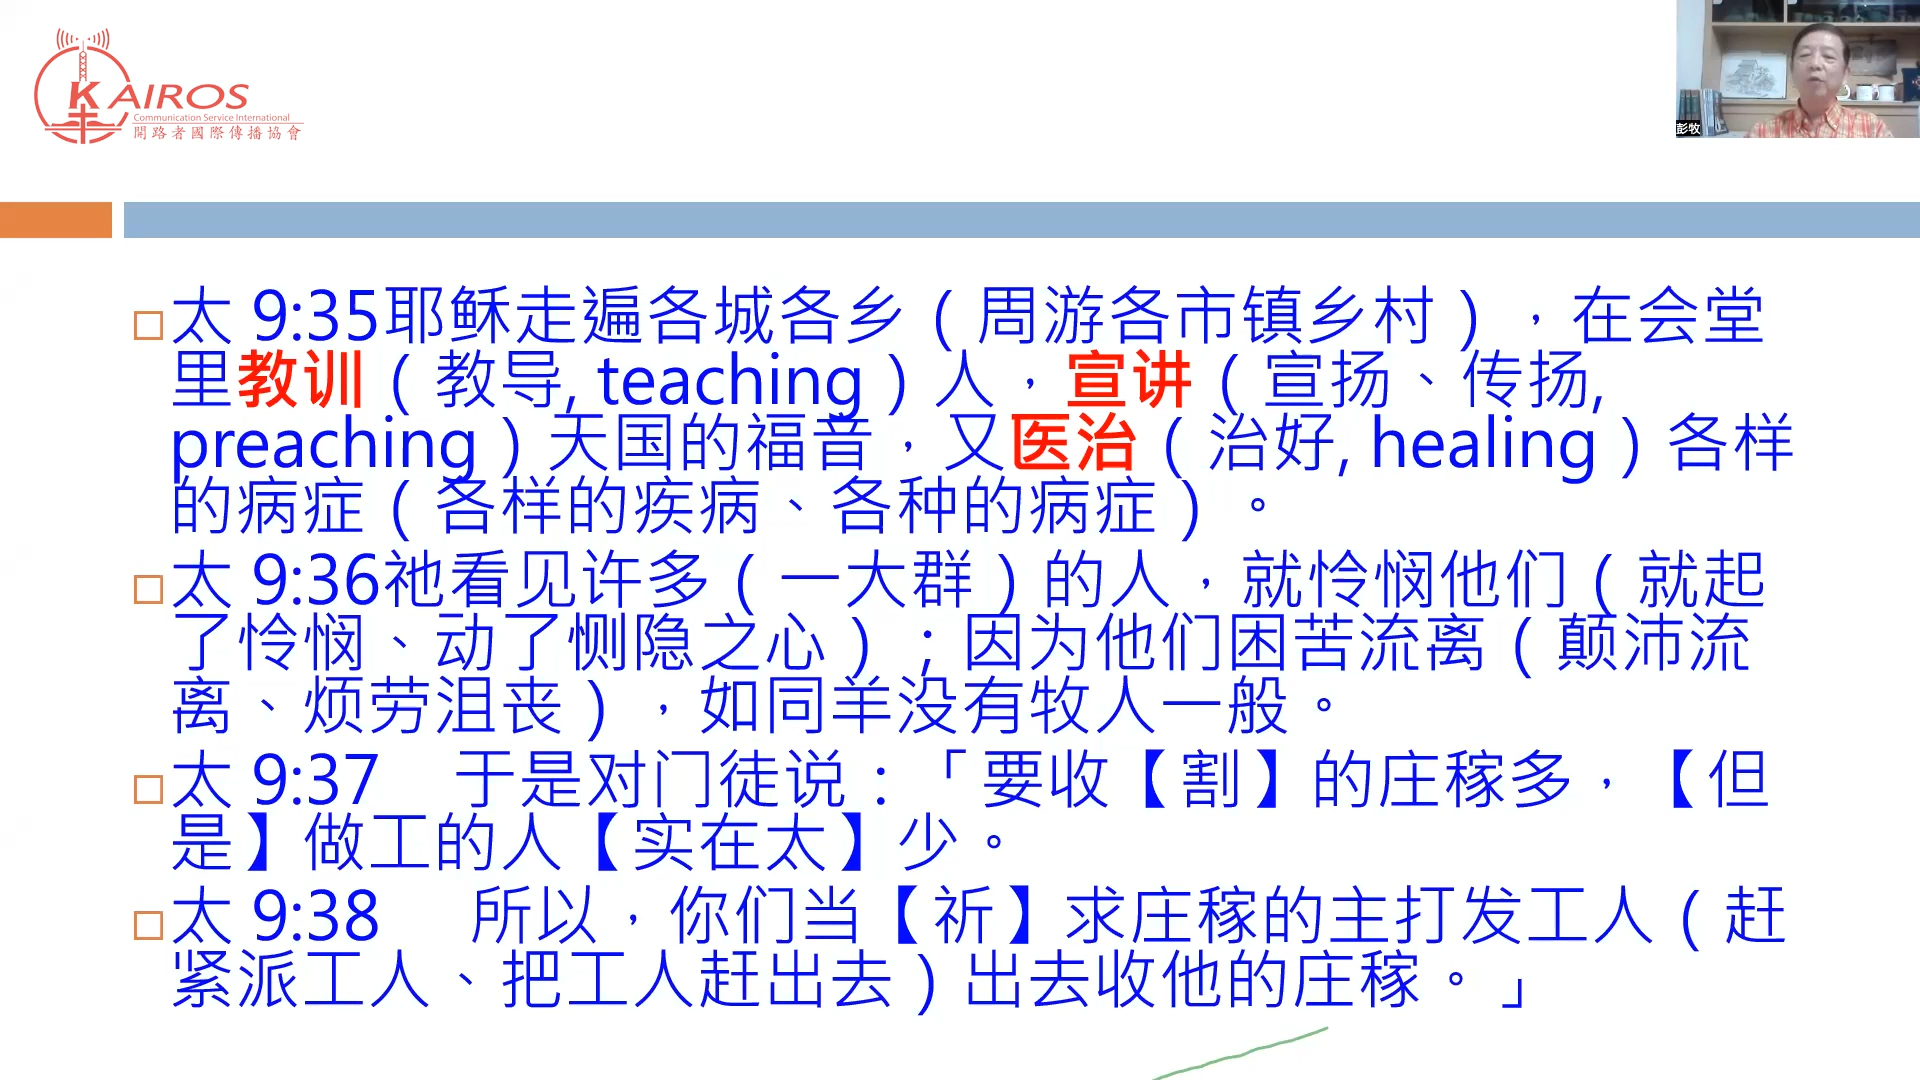 KAIROS
Communication Service International
開路者國際傳播協會
彭牧
太 9:35耶稣走遍各城各乡（周游各市镇乡村），在会堂
里教训（教导, teaching）人，宣讲（宣扬、传扬,
preaching）天国的福音，又医治（治好, healing）各样
的病症（各样的疾病、各种的病症）。
太 9:36祂看见许多（一大群）的人，就怜悯他们（就起
了怜悯、动了恻隐之心）；因为他们困苦流离（颠沛流
离、烦劳沮丧），如同羊没有牧人一般。
太 9:37　于是对门徒说：「要收【割】的庄稼多，【但
是】做工的人【实在太】少。
太 9:38　 所以，你们当【祈】求庄稼的主打发工人（赶
紧派工人、把工人赶出去）出去收他的庄稼。」